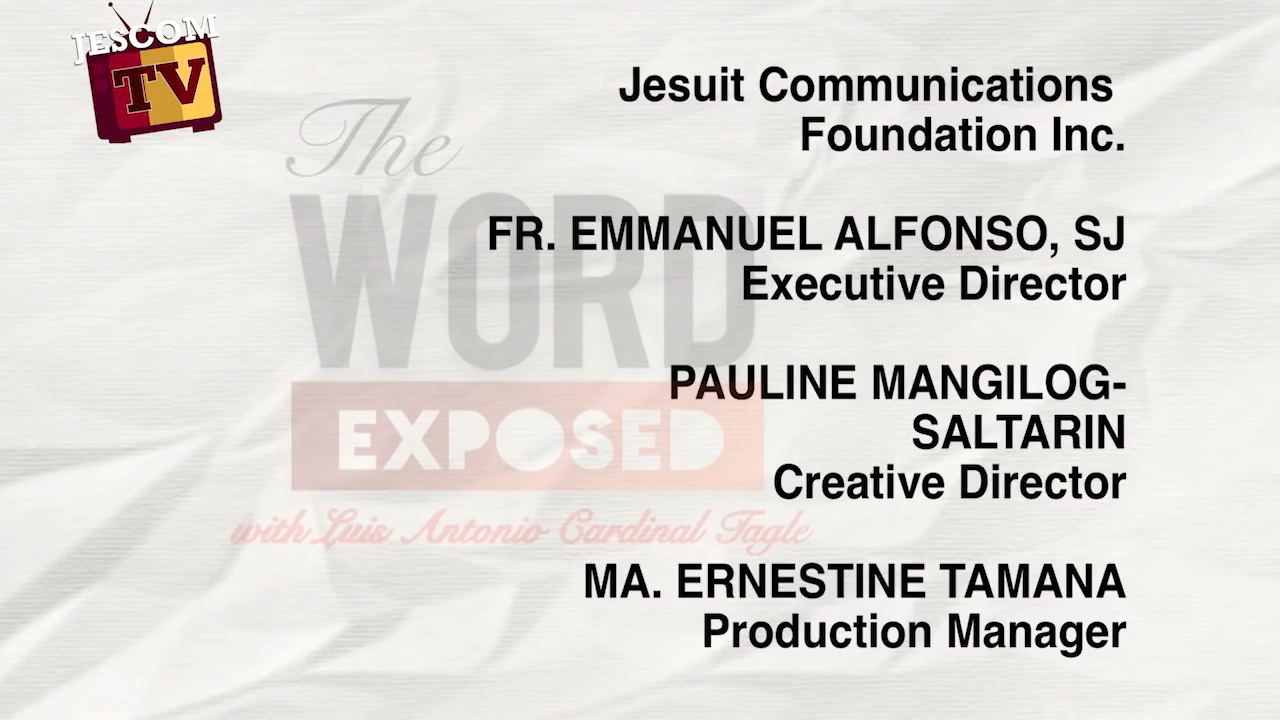 JESCOM
TV
Jesuit Communications
Foundation Inc.
FR. EMMANUEL ALFONSO, SJ
Executive Director
PAULINE MANGILOG-
SALTARIN
Creative Director
MA. ERNESTINE TAMANA
Production Manager
The
WORD
EXPOSED
with Luis Antonio Cardinal Tagle